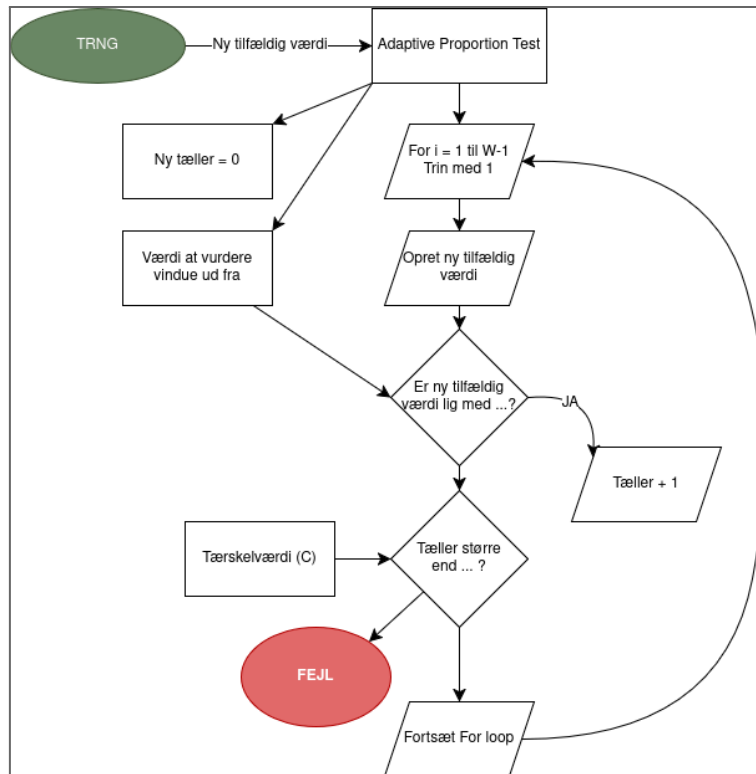 TRNG
Ny tilfældig værdi
Adaptive Proportion Test
Ny tæller = 0
For i = 1 til W-1
Trin med 1
Værdi at vurdere
vindue ud fra
Opret ny tilfældig
værdi
Er ny tilfældig
værdi lig med ...?
JA
Tæller + 1
Tærskelværdi (C)
Tæller større
end ... ?
FEJL
Fortsæt For loop